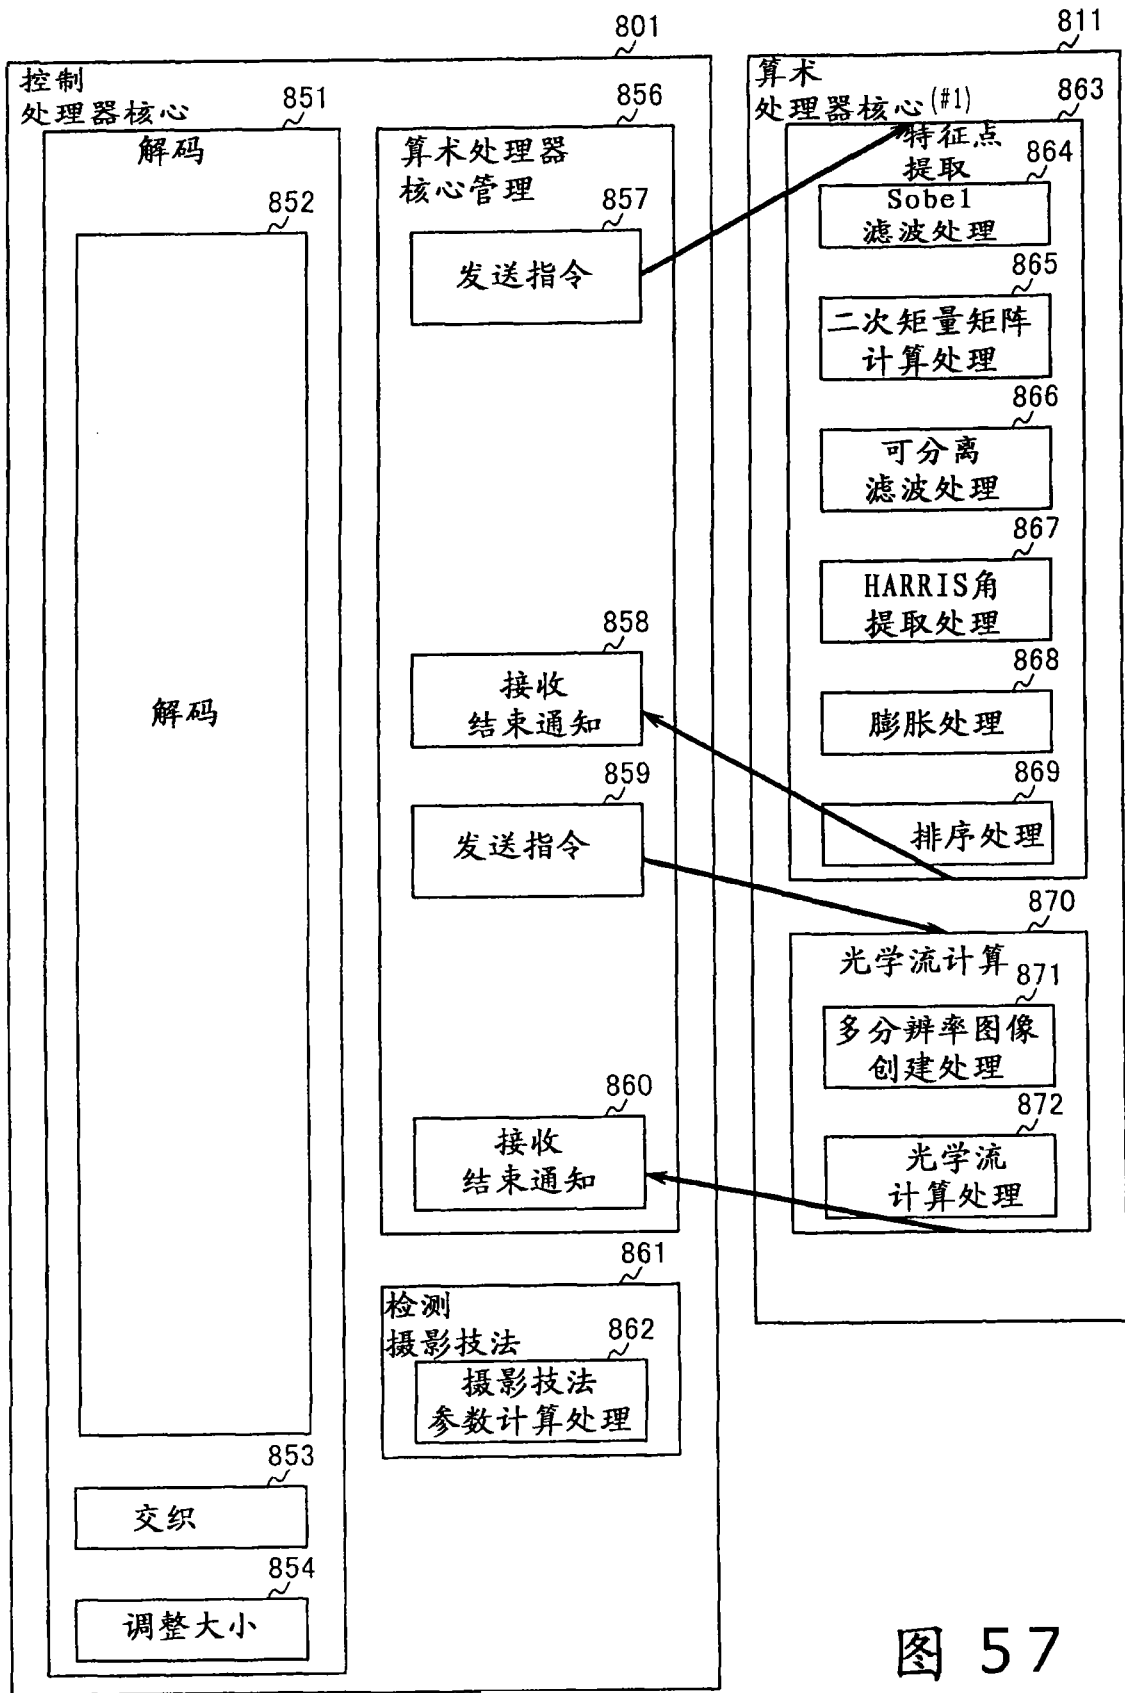 801
控制
处理器核心
851
解码
852
解码
853
交织
854
调整大小
856
算术处理器
核心管理
857
发送指令
858
接收
结束通知
859
发送指令
860
接收
结束通知
861
检测
摄影技法
862
摄影技法
参数计算处理
811
算术
处理器核心(#1)
863
特征点
提取
864
Sobel
滤波处理
865
二次矩量矩阵
计算处理
866
可分离
滤波处理
867
HARRIS角
提取处理
868
膨胀处理
869
排序处理
870
光学流计算
871
多分辨率图像
创建处理
872
光学流
计算处理
图 57